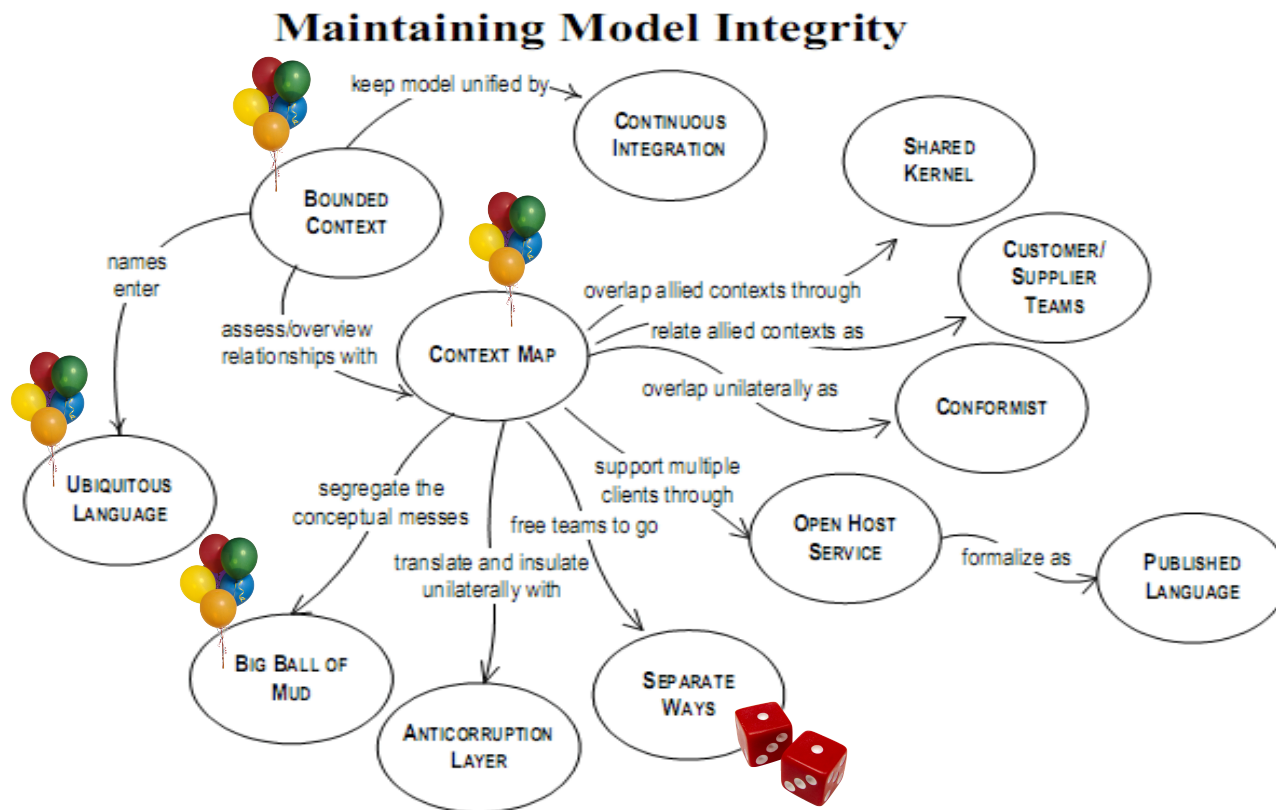 Maintaining Model Integrity
keep model unified by
CONTINUOUS
INTEGRATION
SHARED
KERNEL
BOUNDED
CONTEXT
names
enter
CUSTOMER/
SUPPLIER
TEAMS
overlap allied contexts through
assess/overview
relationships with
relate allied contexts as
CONTEXT MAP
overlap unilaterally as
CONFORMIST
UBIQUITOUS
LANGUAGE
segregate the
conceptual messes
support multiple
clients through
free teams to go
OPEN HOST
SERVICE
formalize as
PUBLISHED
LANGUAGE
translate and insulate
unilaterally with
BIG BALL OF
MUD
SEPARATE
WAYS
ANTICORRUPTION
LAYER